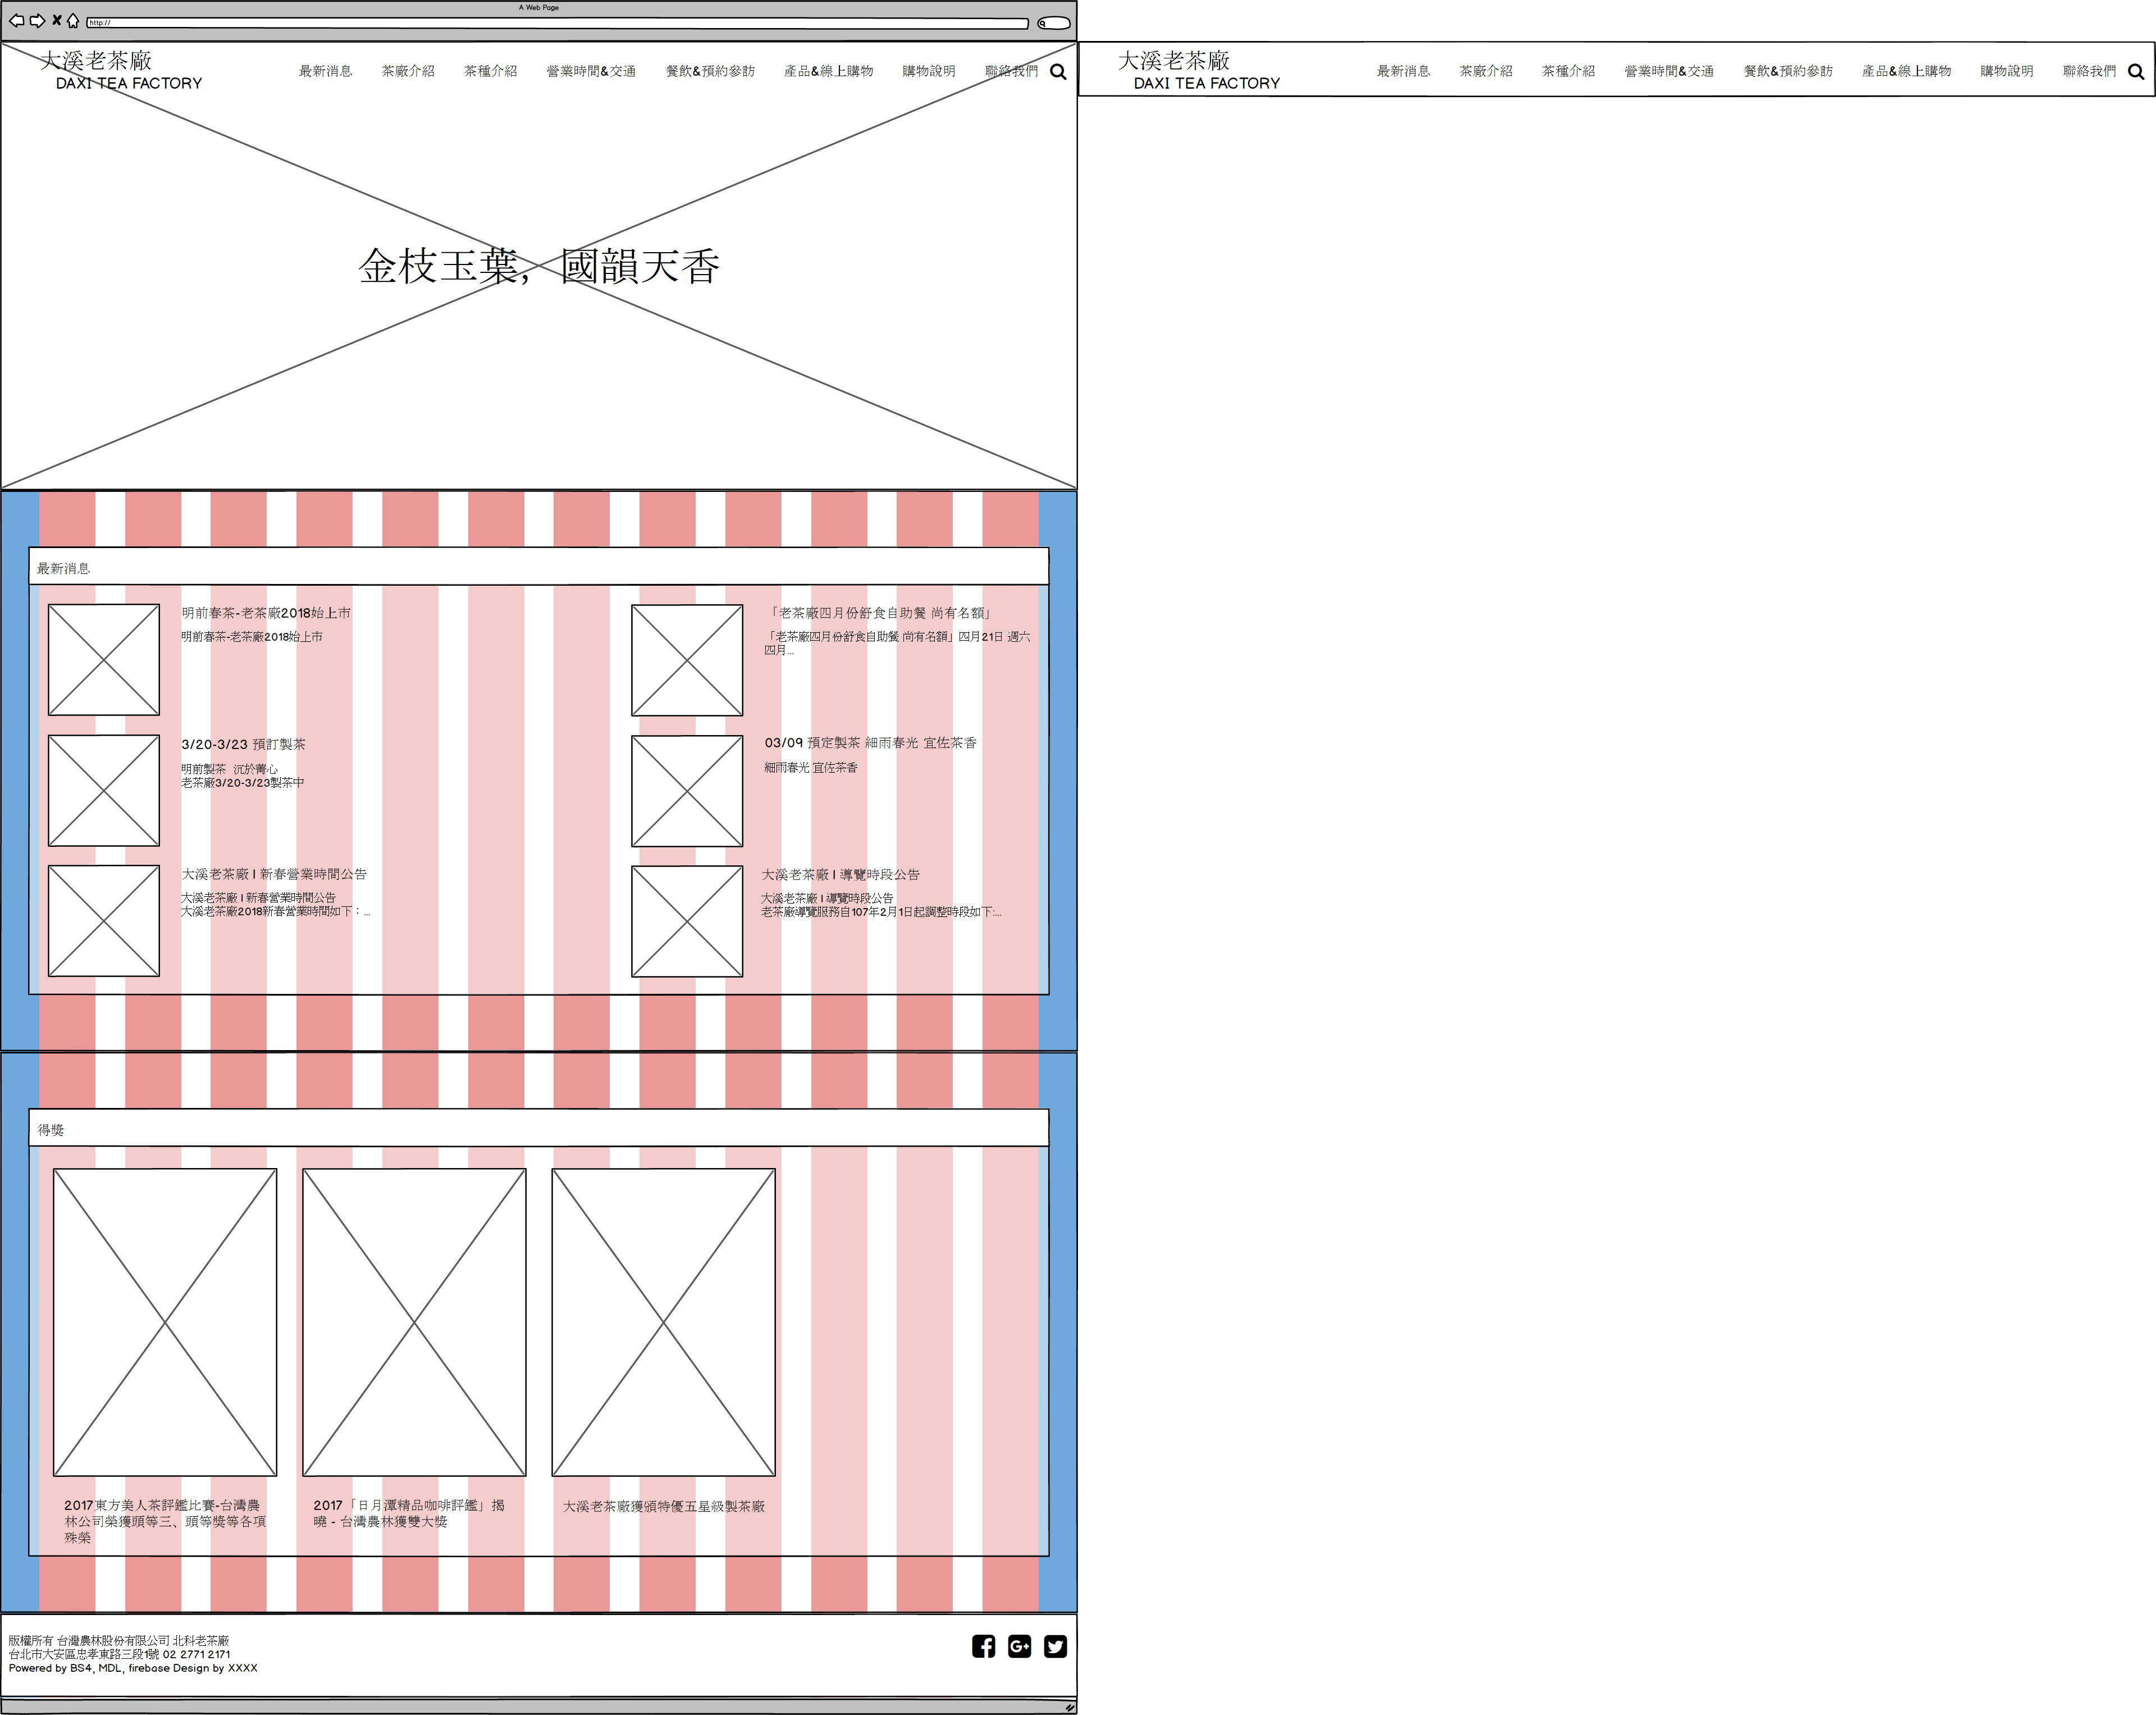 A Web Page
http://
大溪老茶廠
DAXI TEA FACTORY
最新消息 茶廠介紹 茶種介紹 營業時間&交通 餐飲&預約參訪 產品&線上購物 購物說明 聯絡我們
大溪老茶廠
DAXI TEA FACTORY
最新消息 茶廠介紹 茶種介紹 營業時間&交通 餐飲&預約參訪 產品&線上購物 購物說明 聯絡我們
金枝玉葉，國韻天香
最新消息
明前春茶-老茶廠2018始上市
明前春茶-老茶廠2018始上市
「老茶廠四月份舒食自助餐 尚有名額」
「老茶廠四月份舒食自助餐 尚有名額」四月21日 週六
四月...
3/20-3/23 預訂製茶
明前製茶 沉於菁心
老茶廠3/20-3/23製茶中
03/09 預定製茶 細雨春光 宜佐茶香
細雨春光 宜佐茶香
大溪老茶廠 l 新春營業時間公告
大溪老茶廠 l 新春營業時間公告
大溪老茶廠2018新春營業時間如下：...
大溪老茶廠 l 導覽時段公告
大溪老茶廠 l 導覽時段公告
老茶廠導覽服務自107年2月1日起調整時段如下:...
得獎
2017東方美人茶評鑑比賽-台灣農
林公司榮獲頭等三、頭等獎等各項
殊榮
2017「日月潭精品咖啡評鑑」揭
曉 - 台灣農林獲雙大獎
大溪老茶廠獲頒特優五星級製茶廠
版權所有 台灣農林股份有限公司 北科老茶廠
台北市大安區忠孝東路三段1號 02 2771 2171
Powered by BS4, MDL, firebase Design by XXXX